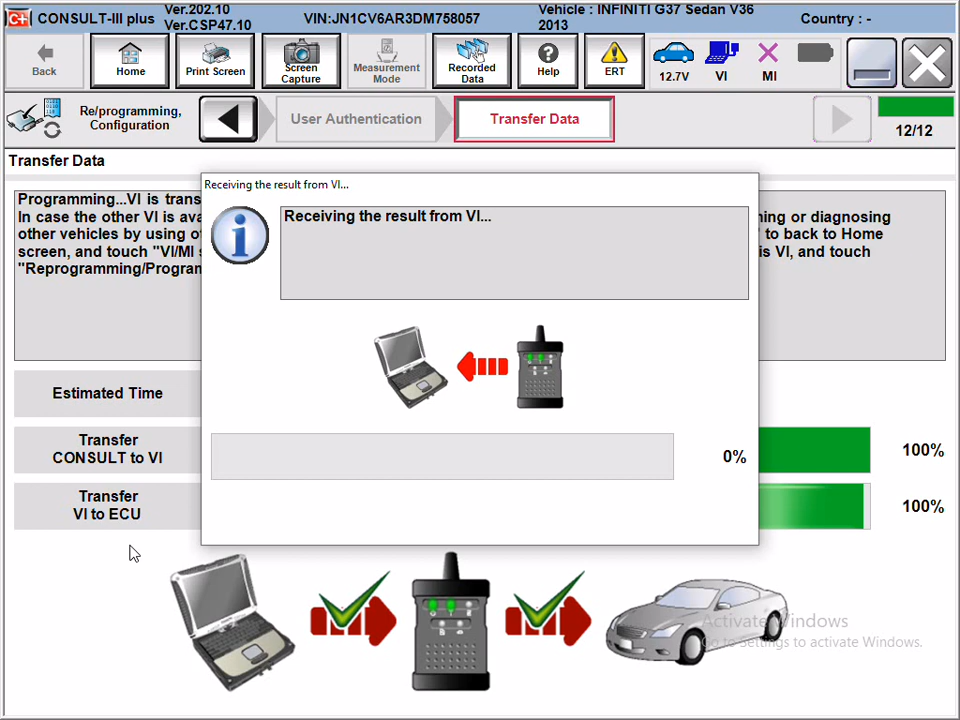 C+ CONSULT-III plus
Ver.202.10
Ver.CSP47.10
VIN:JN1CV6AR3DM758057
Vehicle : INFINITI G37 Sedan V36
2013
Country : -
Back
Home
Print Screen
Screen
Capture
Measurement
Mode
Recorded
Data
Help
ERT
12.7V
VI
MI
Re/programming,
Configuration
User Authentication
Transfer Data
12/12
Transfer Data
Programming...VI is trans
In case the other VI is ava
ning or diagnosing
other vehicles by using o
" to back to Home
screen, and touch "VI/MI s
is VI, and touch
"Reprogramming/Program
Receiving the result from VI...
Receiving the result from VI...
0%
Estimated Time
Transfer
CONSULT to VI
100%
Transfer
VI to ECU
100%
Activate Windows
Go to Settings to activate Windows.